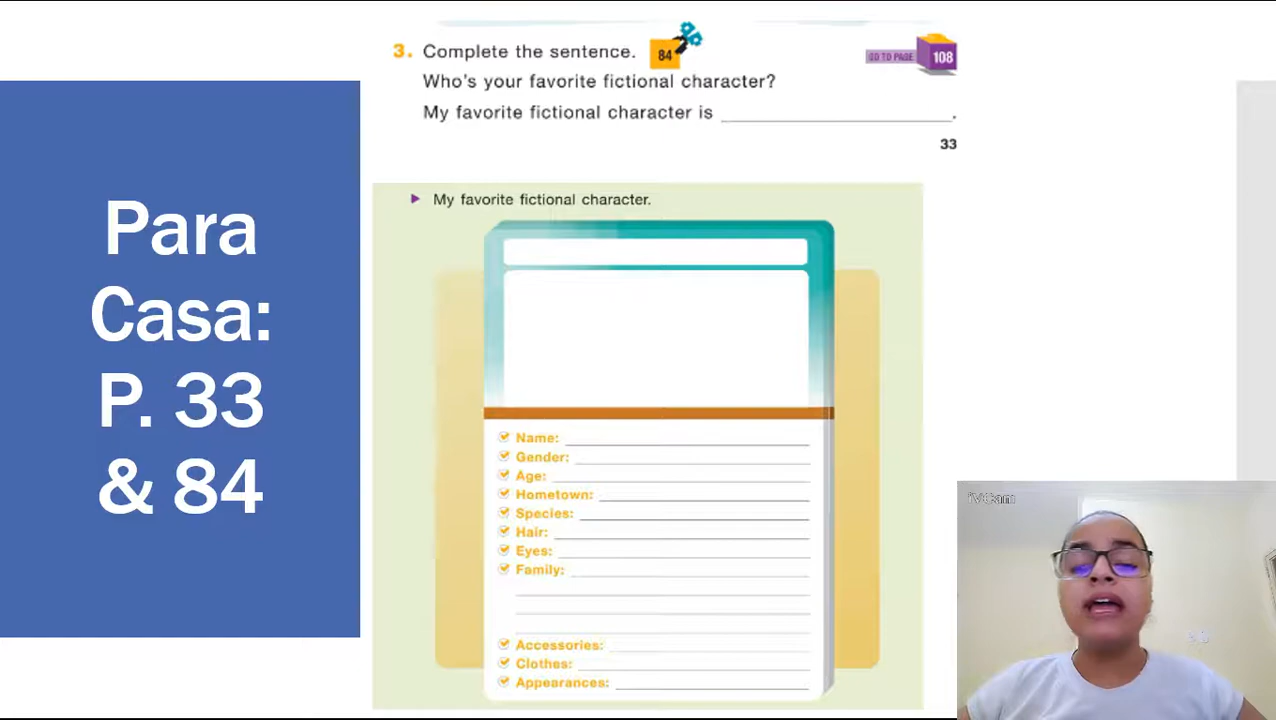 Para
Casa:
P. 33
& 84
3. Complete the sentence.
84
GO TO PAGE 108
Who's your favorite fictional character?
My favorite fictional character is ____________________.
33
My favorite fictional character.
Name:
Gender:
Age:
Hometown:
Species:
Hair:
Eyes:
Family:
Accessories:
Clothes:
Appearances: